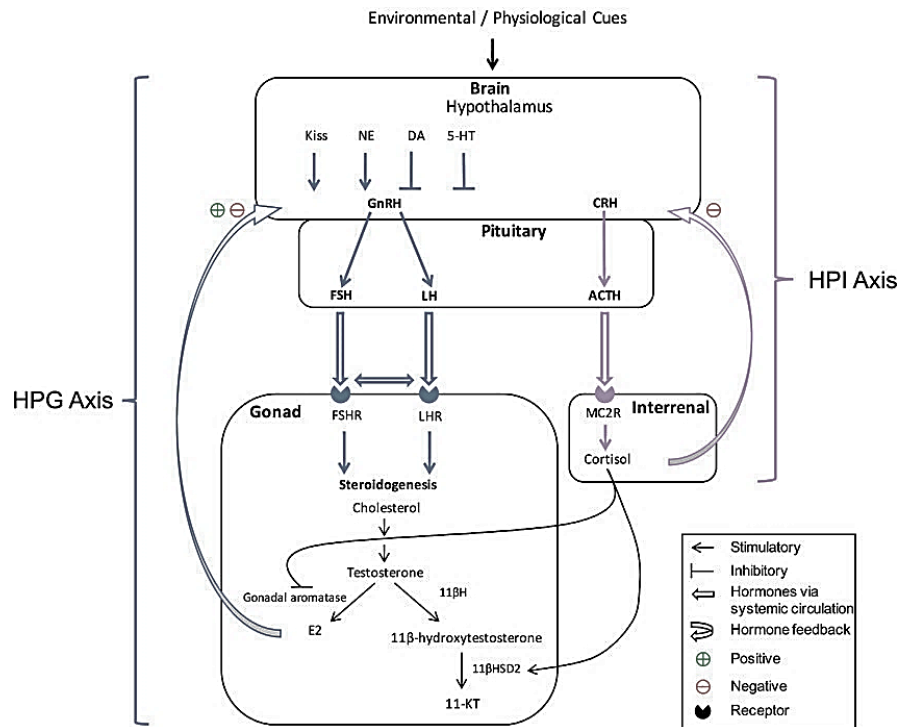 Environmental / Physiological Cues
Brain
Hypothalamus
Kiss NE DA 5-HT
GnRH CRH
Pituitary
FSH LH ACTH
HPG Axis
HPI Axis
Gonad
FSHR LHR
Interrenal
MC2R
Cortisol
Steroidogenesis
Cholesterol
Testosterone
Gonadal aromatase
11βH
E2
11β-hydroxytestosterone
11βHSD2
11-KT
Stimulatory
Inhibitory
Hormones via
systemic circulation
Hormone feedback
Positive
Negative
Receptor